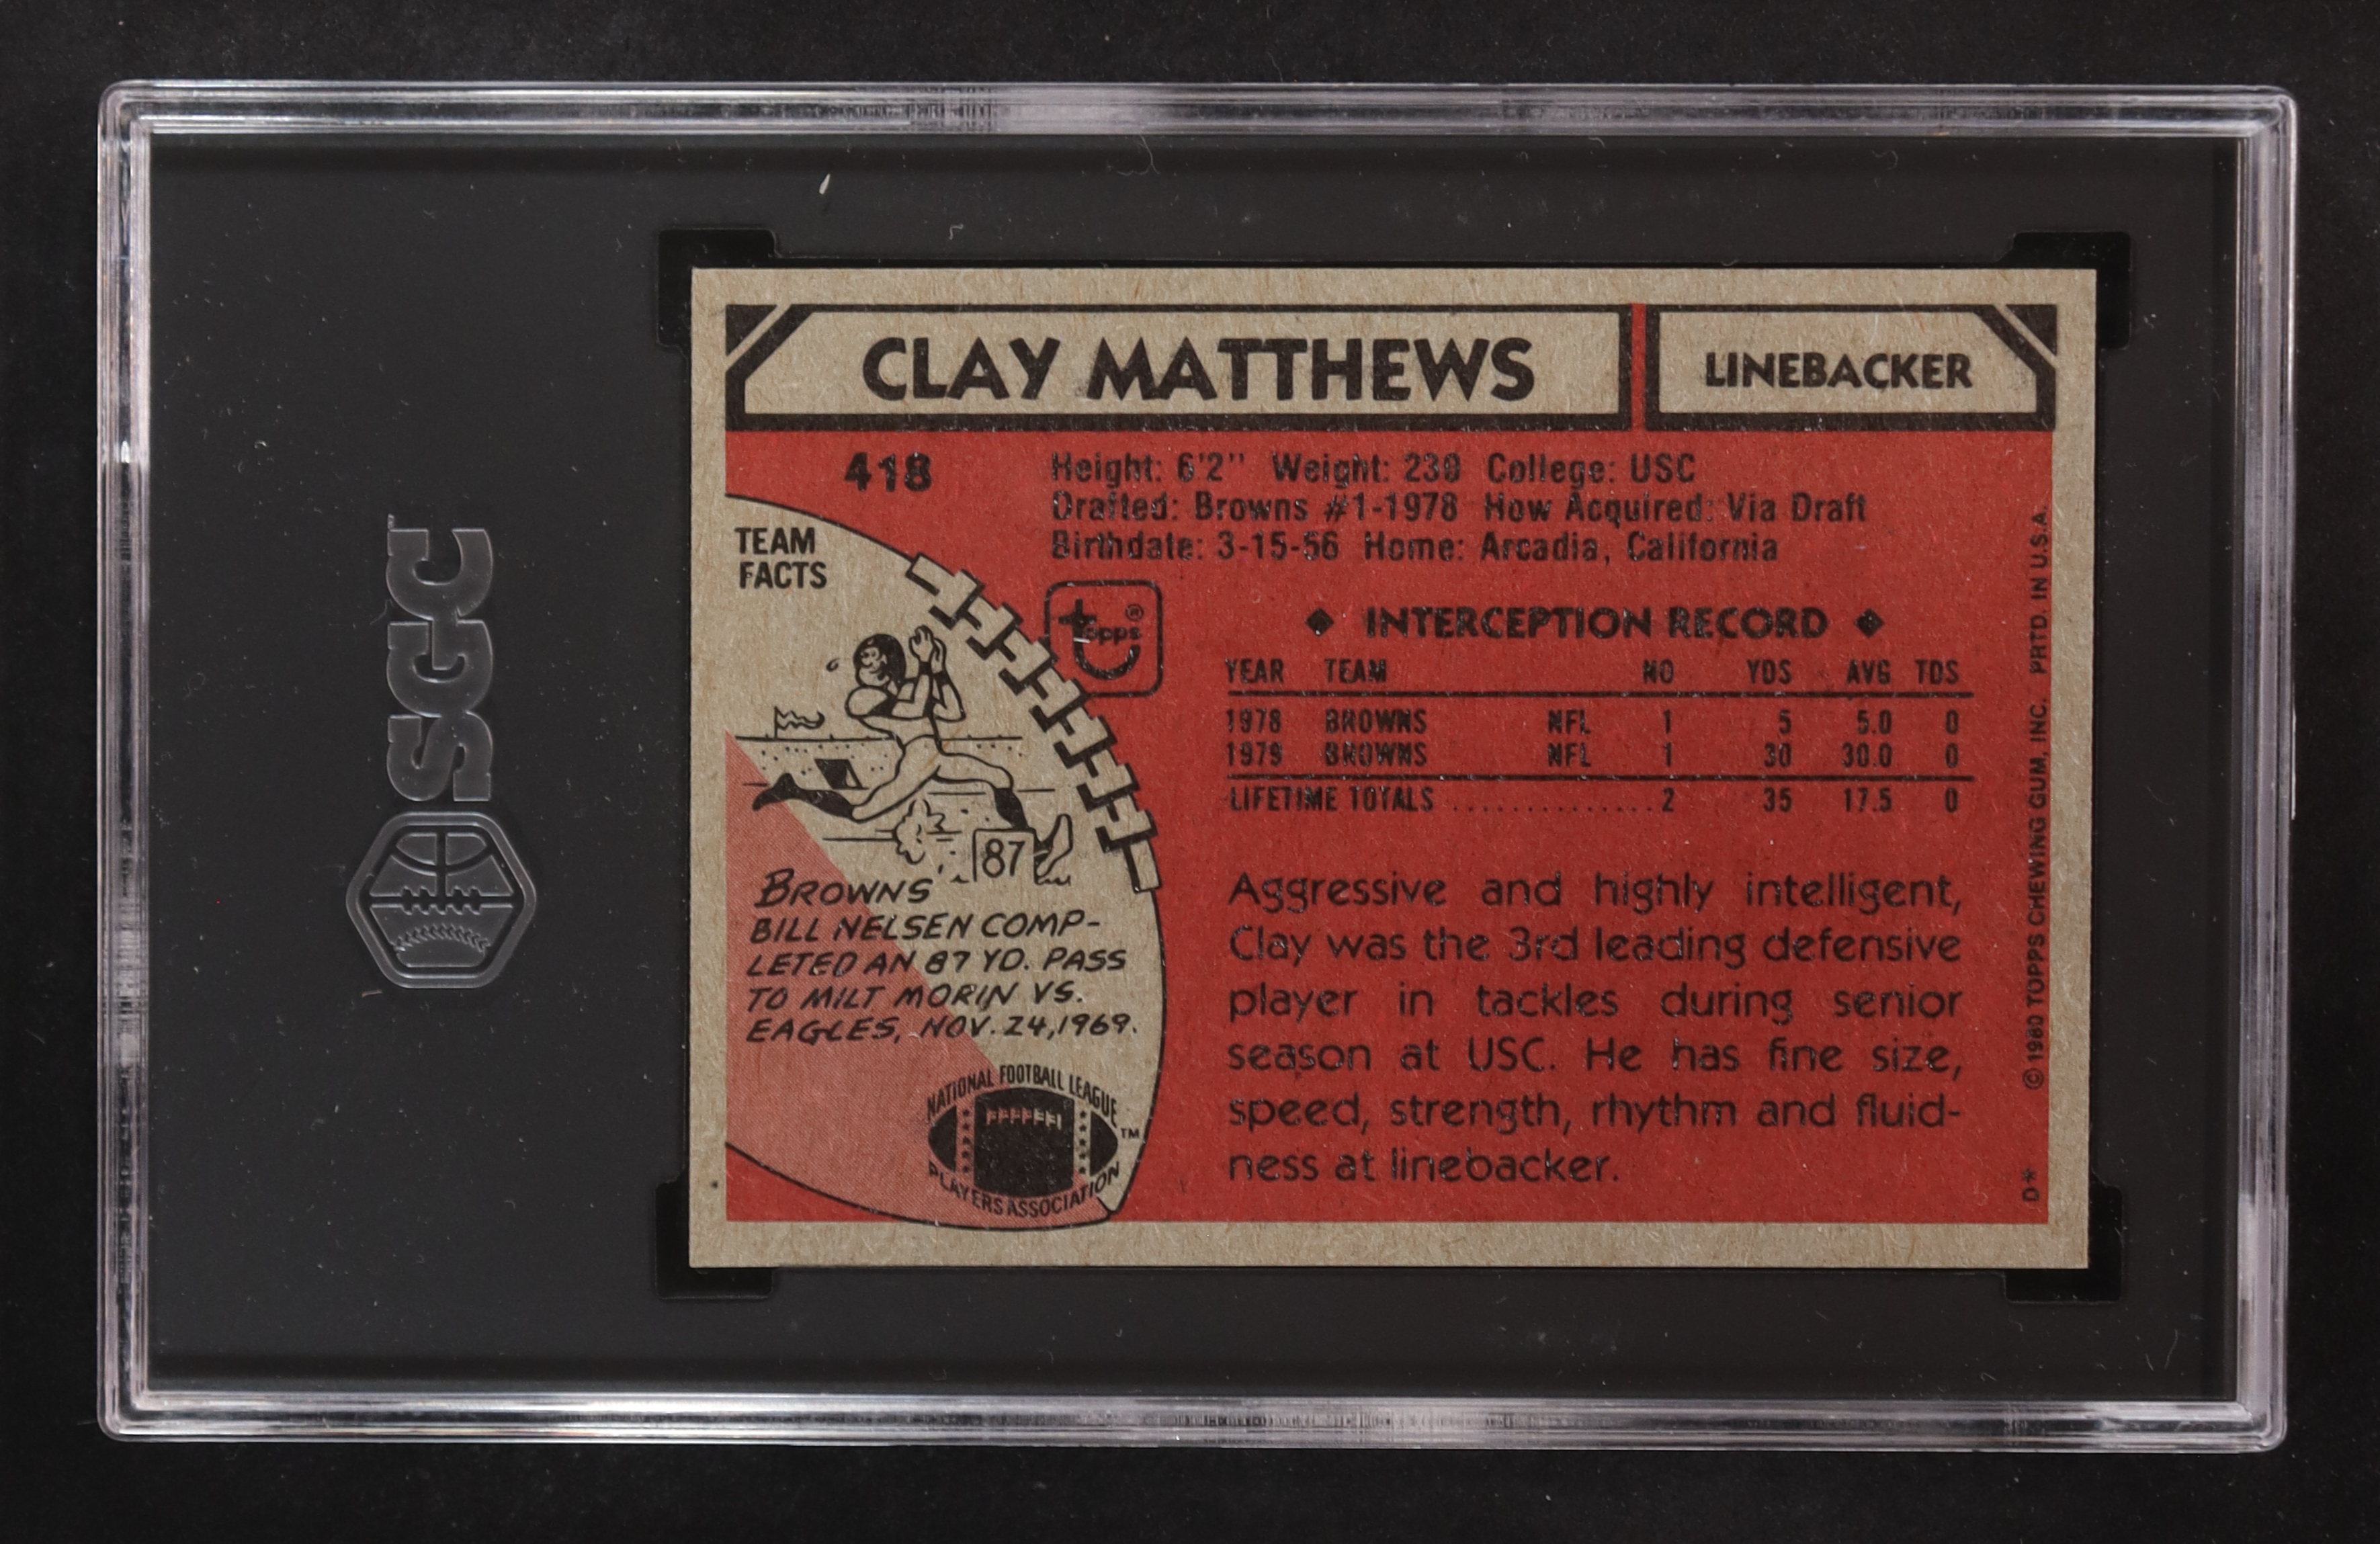 SGC
CLAY MATTHEWS
LINEBACKER
418
Height: 6'2" Weight: 230 College: USC
Drafted: Browns #1-1978 How Acquired: Via Draft
Birthdate: 3-15-56 Home: Arcadia, California
TEAM
FACTS
topps®
◆ INTERCEPTION RECORD ◆
YEAR TEAM NO YDS AVG TDS
1978 BROWNS NFL 1 5 5.0 0
1979 BROWNS NFL 1 30 30.0 0
LIFETIME TOTALS .............. 2 35 17.5 0
87
BROWNS'
BILL NELSEN COMP-
LETED AN 87 YD. PASS
TO MILT MORIN VS.
EAGLES, NOV. 24, 1969.
NATIONAL FOOTBALL LEAGUE
PLAYERS ASSOCIATION
™
Aggressive and highly intelligent,
Clay was the 3rd leading defensive
player in tackles during senior
season at USC. He has fine size,
speed, strength, rhythm and fluid-
ness at linebacker.
D* © 1980 TOPPS CHEWING GUM, INC. PRTD. IN U.S.A.